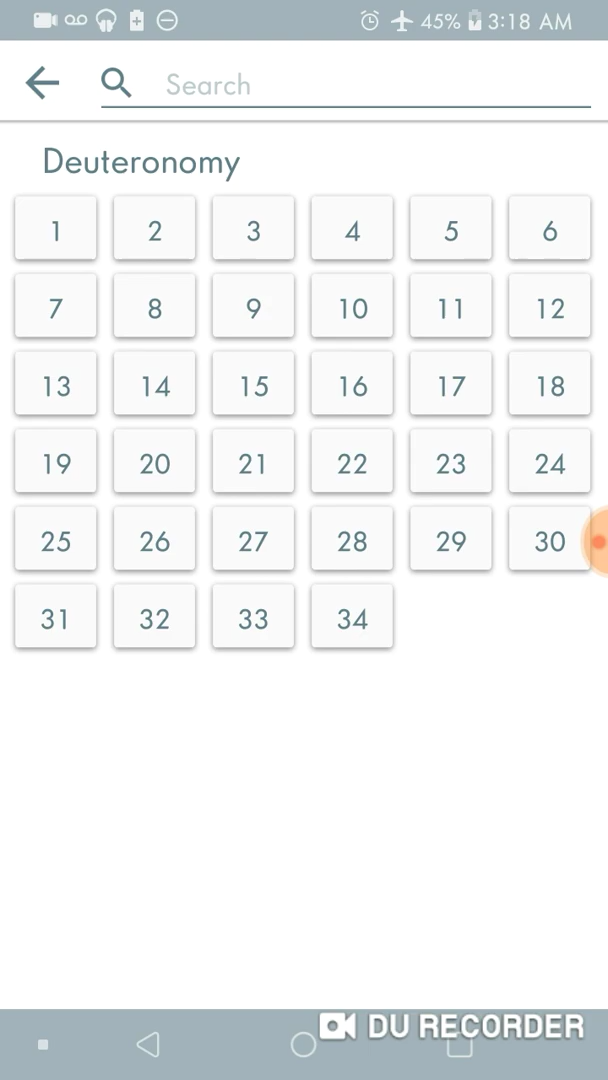 45% 3:18 AM
Search
Deuteronomy
1 2 3 4 5 6
7 8 9 10 11 12
13 14 15 16 17 18
19 20 21 22 23 24
25 26 27 28 29 30
31 32 33 34
DU RECORDER